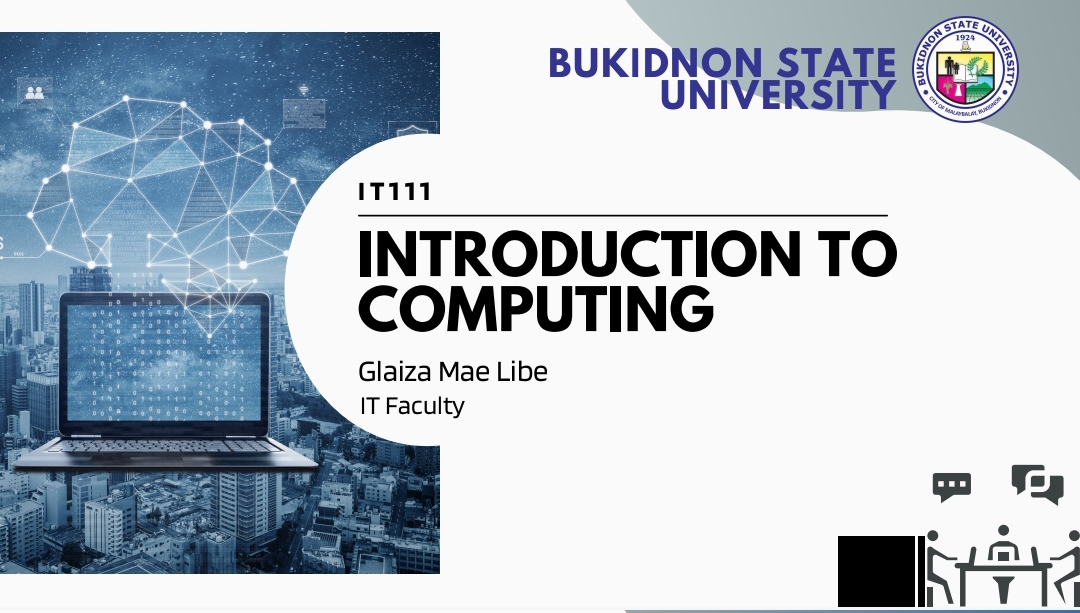 BUKIDNON STATE
UNIVERSITY
BUKIDNON STATE UNIVERSITY
1924
CITY OF MALAYBALAY, BUKIDNON
IT111
INTRODUCTION TO
COMPUTING
Glaiza Mae Libe
IT Faculty